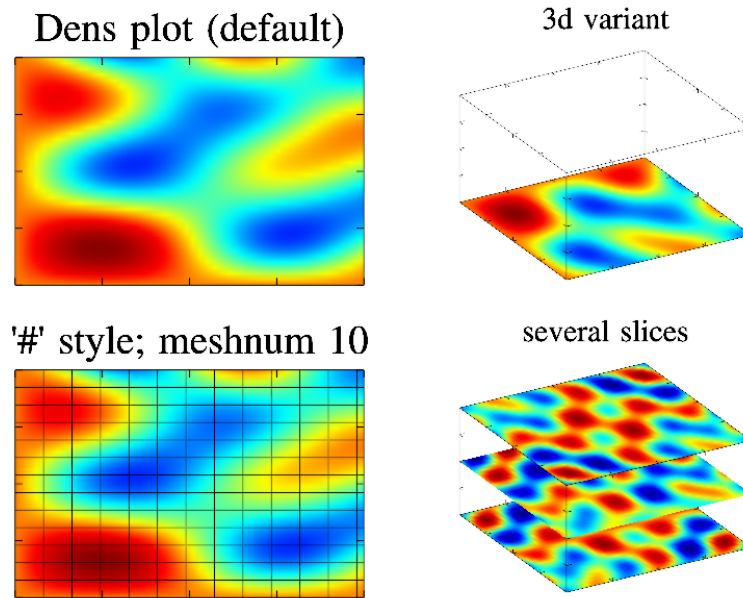 Dens plot (default)
3d variant
'#' style; meshnum 10
several slices